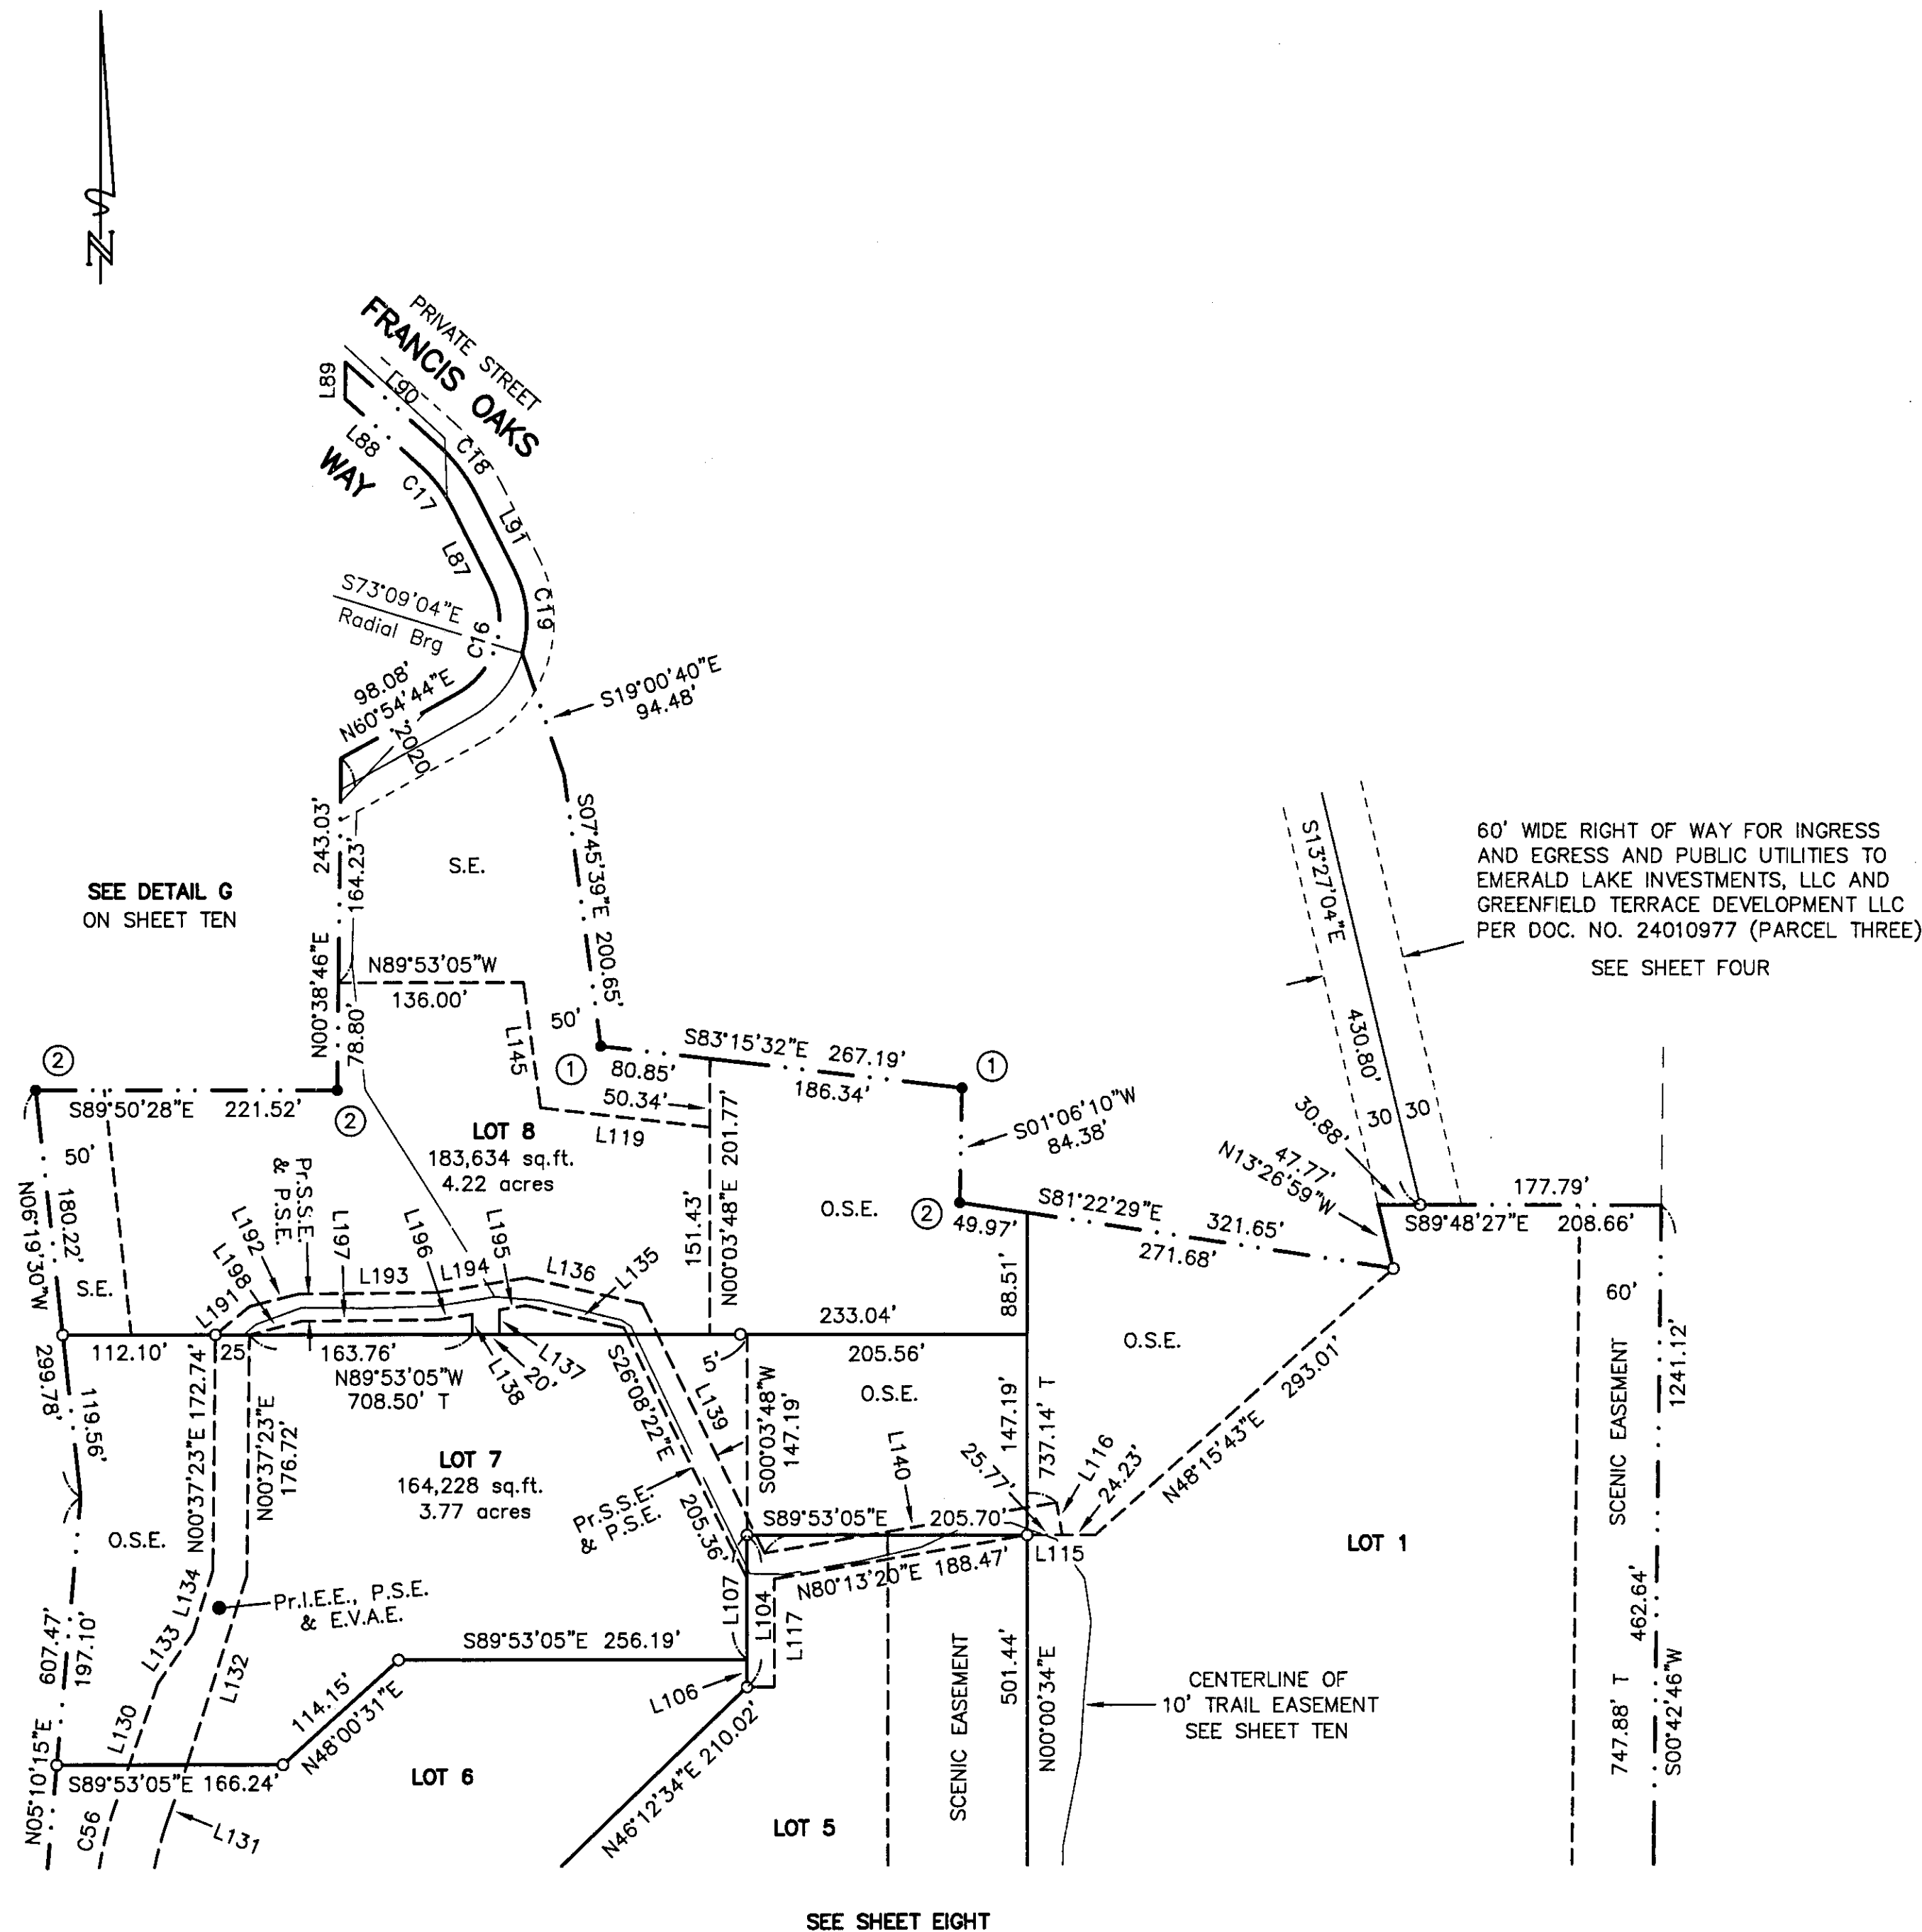 N
PRIVATE STREET
FRANCIS OAKS
WAY
L89
L90
L88
C18
C17
L91
L87
C19
C16
S73°09'04"E
Radial Brg
98.08'
N60°54'44"E
20
20
S19°00'40"E
94.48'
243.03'
164.23'
S.E.
S07°45'39"E 200.65'
SEE DETAIL G
ON SHEET TEN
N00°38'46"E
78.80'
N89°53'05"W
136.00'
L145
50'
1
S83°15'32"E 267.19'
80.85'
186.34'
1
50.34'
L119
S01°06'10"W
84.38'
S13°27'04"E
430.80'
60' WIDE RIGHT OF WAY FOR INGRESS
AND EGRESS AND PUBLIC UTILITIES TO
EMERALD LAKE INVESTMENTS, LLC AND
GREENFIELD TERRACE DEVELOPMENT LLC
PER DOC. NO. 24010977 (PARCEL THREE)
SEE SHEET FOUR
30
30
30.88'
47.77'
N13°26'59"W
177.79'
S89°48'27"E
208.66'
2
S89°50'28"E 221.52'
2
50'
180.22'
N06°19'30"W
S.E.
LOT 8
183,634 sq.ft.
4.22 acres
N00°03'48"E 201.77'
151.43'
O.S.E.
2
49.97'
S81°22'29"E
321.65'
271.68'
88.51'
O.S.E.
Pr.S.S.E.
& P.S.E.
L192
L198
L191
L197
L193
L196
L194
L195
L136
L135
233.04'
205.56'
60'
SCENIC EASEMENT
1241.12'
112.10'
25
163.76'
N89°53'05"W
708.50' T
L138
20'
L137
5'
O.S.E.
299.78'
119.56'
N00°37'23"E 172.74'
N00°37'23"E
176.72'
S26°08'22"E
205.36'
L139
S00°03'48"W
147.19'
147.19'
737.14' T
L140
25.77'
L116
24.23'
N48°15'43"E 293.01'
LOT 7
164,228 sq.ft.
3.77 acres
Pr.S.S.E.
& P.S.E.
S89°53'05"E 205.70'
L115
LOT 1
O.S.E.
N80°13'20"E 188.47'
L107
L104
L117
L134
L133
L132
L130
Pr.I.E.E., P.S.E.
& E.V.A.E.
607.47'
197.10'
N05°10'15"E
S89°53'05"E 256.19'
114.15'
N48°00'31"E
L106
SCENIC EASEMENT
501.44'
N00°00'34"E
CENTERLINE OF
10' TRAIL EASEMENT
SEE SHEET TEN
462.64'
747.88' T
S00°42'46"W
S89°53'05"E 166.24'
LOT 6
N46°12'34"E 210.02'
LOT 5
C56
L131
SEE SHEET EIGHT